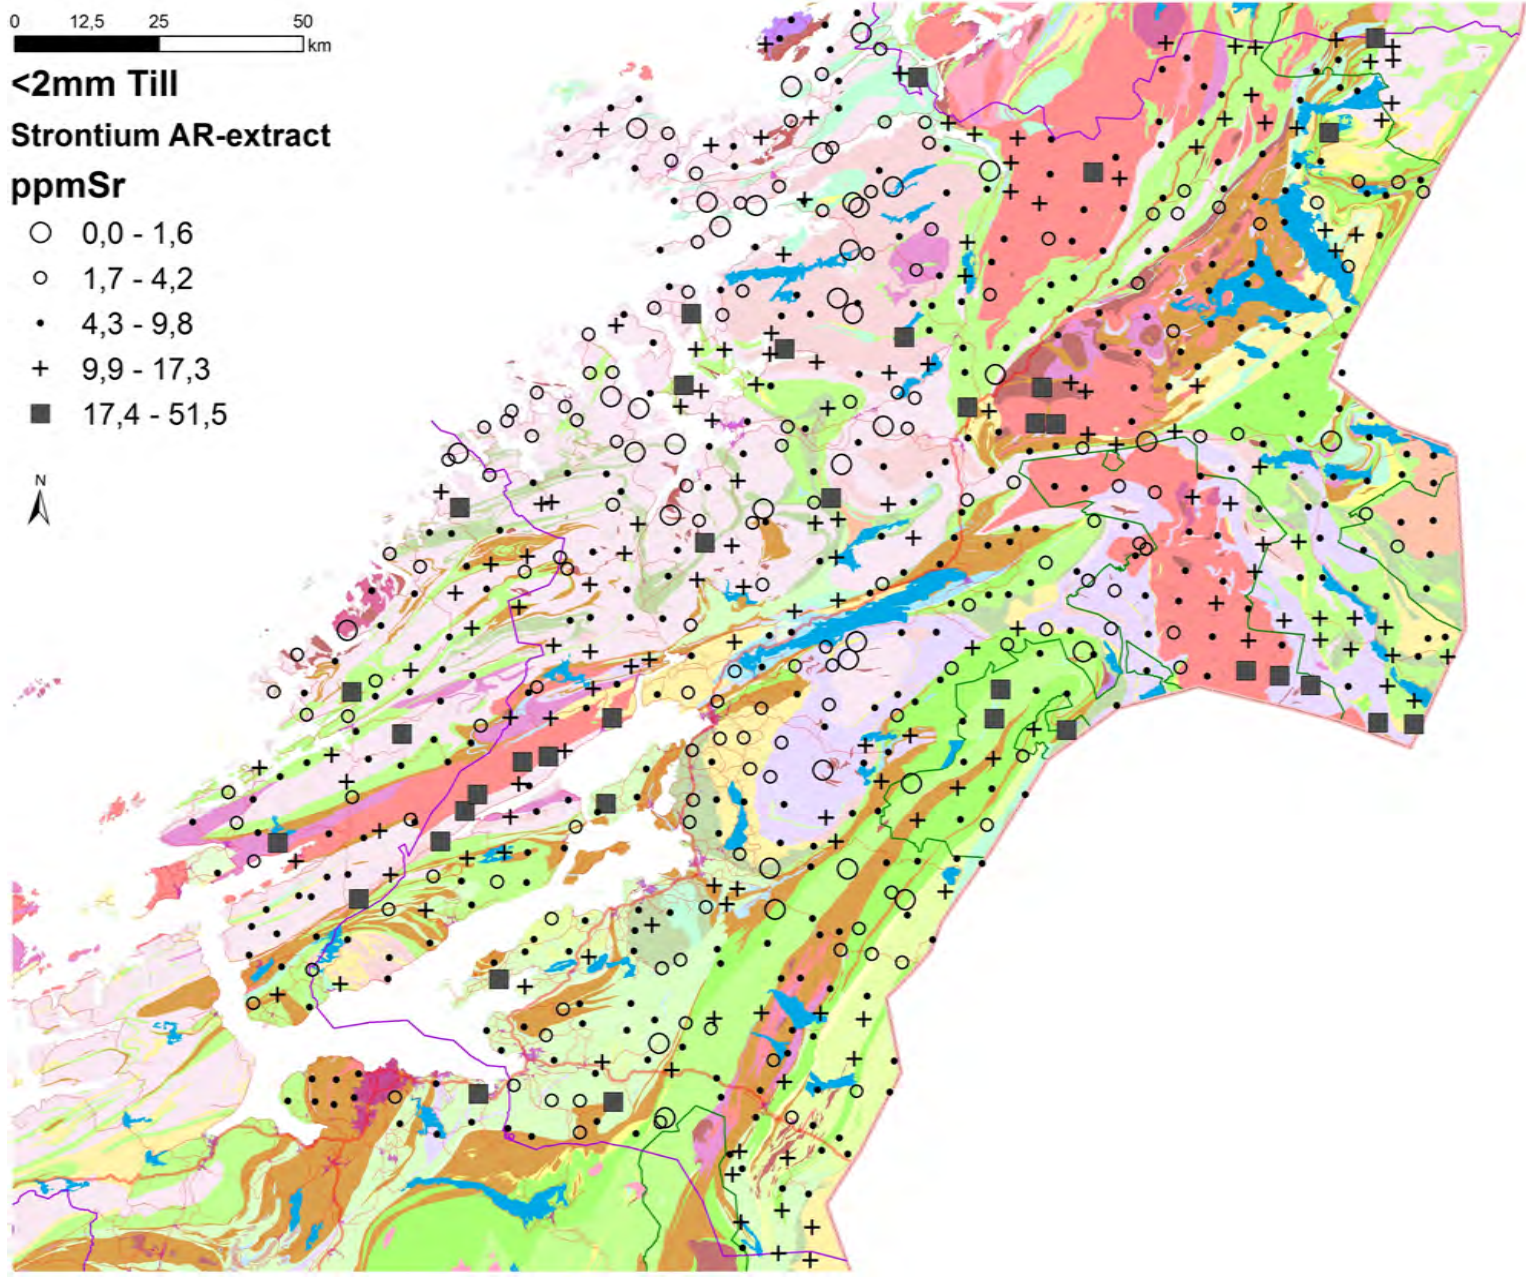 0 12,5 25 50
km
<2mm Till
Strontium AR-extract
ppmSr
0,0 - 1,6
1,7 - 4,2
4,3 - 9,8
9,9 - 17,3
17,4 - 51,5
N